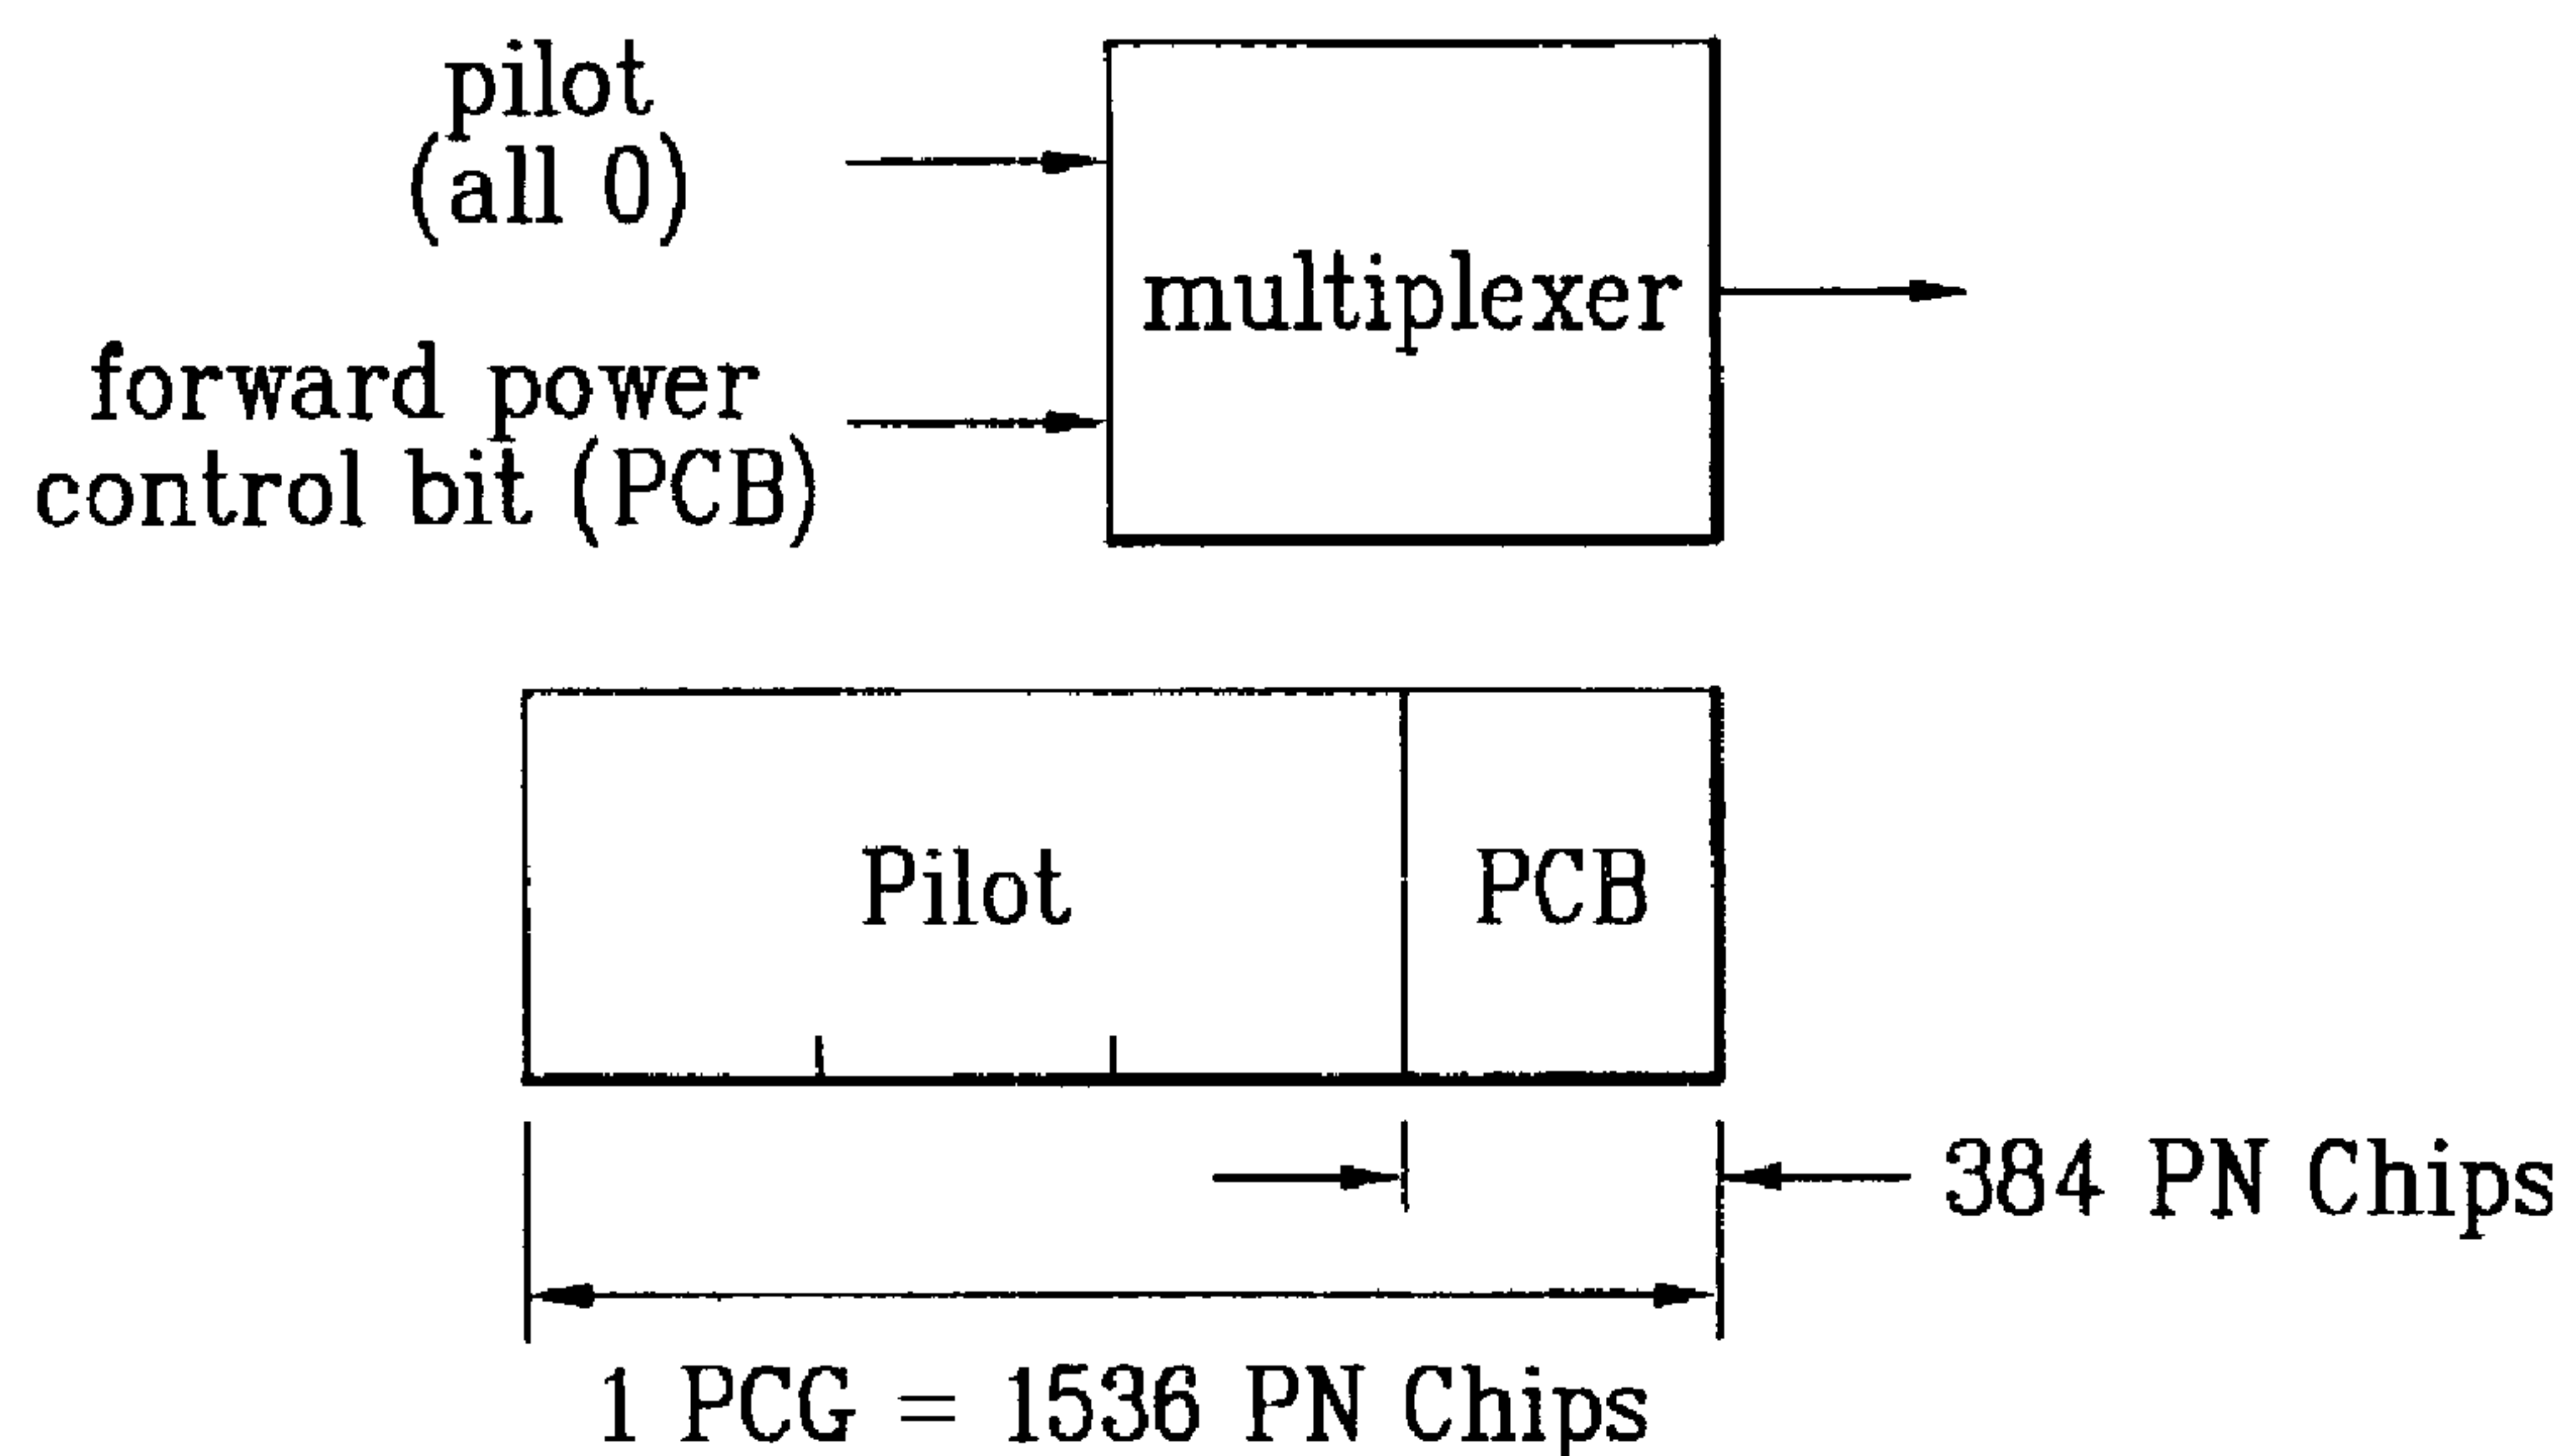 pilot
(all 0)
multiplexer
forward power
control bit (PCB)
Pilot
PCB
384 PN Chips
1 PCG = 1536 PN Chips